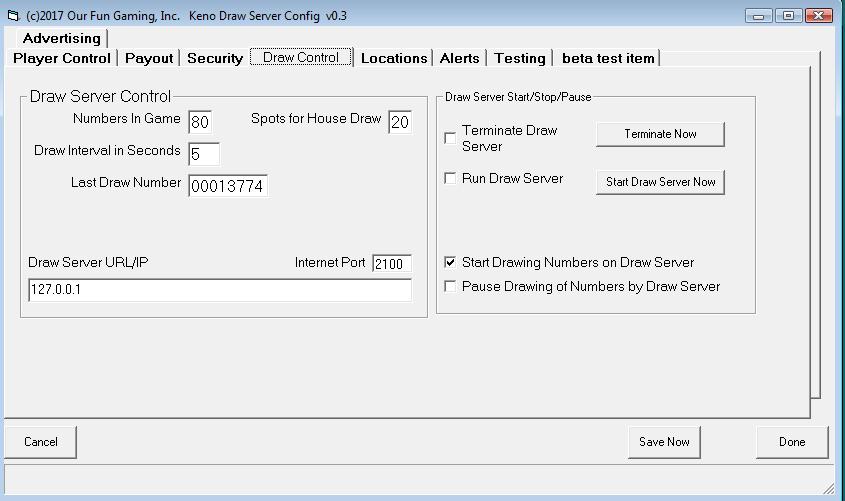 (c)2017 Our Fun Gaming, Inc.   Keno Draw Server Config  v0.3
Advertising
Player Control Payout Security Draw Control Locations Alerts Testing beta test item
Draw Server Control
Numbers In Game 80 Spots for House Draw 20
Draw Interval in Seconds 5
Last Draw Number 00013774
Draw Server URL/IP Internet Port 2100
127.0.0.1
Draw Server Start/Stop/Pause
Terminate Draw
Server
Terminate Now
Run Draw Server Start Draw Server Now
Start Drawing Numbers on Draw Server
Pause Drawing of Numbers by Draw Server
Cancel Save Now Done